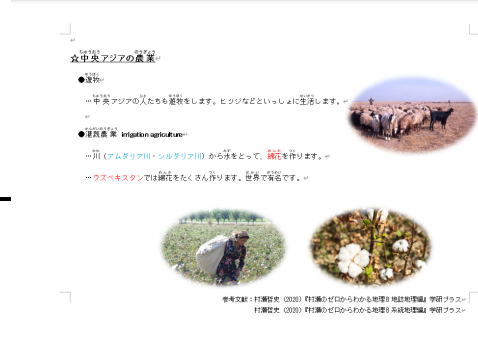 ☆中央アジアの農業
●遊牧
…中央アジアの人たちも遊牧をします。ヒツジなどといっしょに生活します。
●灌漑農業 irrigation agriculture
…川（アムダリア川・シルダリア川）から水をとって、綿花を作ります。
…ウズベキスタンでは綿花をたくさん作ります。世界で有名です。
参考文献：村瀬哲史（2020）『村瀬のゼロからわかる地理B 地誌地理編』学研プラス
村瀬哲史（2020）『村瀬のゼロからわかる地理B 系統地理編』学研プラス